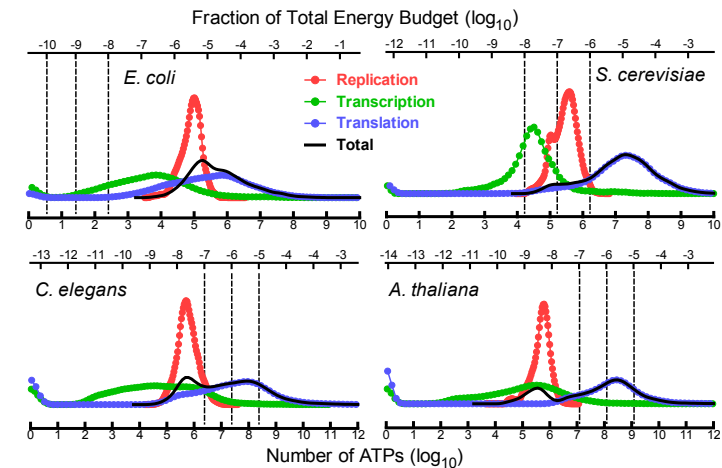 Fraction of Total Energy Budget (log10)
-10 -9 -8 -7 -6 -5 -4 -3 -2 -1
-12 -11 -10 -9 -8 -7 -6 -5 -4 -3
E. coli
S. cerevisiae
Replication
Transcription
Translation
Total
0 1 2 3 4 5 6 7 8 9 10
0 1 2 3 4 5 6 7 8 9 10
-13 -12 -11 -10 -9 -8 -7 -6 -5 -4 -3
-14 -13 -12 -11 -10 -9 -8 -7 -6 -5 -4 -3
C. elegans
A. thaliana
0 1 2 3 4 5 6 7 8 9 10 11 12
0 1 2 3 4 5 6 7 8 9 10 11 12
Number of ATPs (log10)